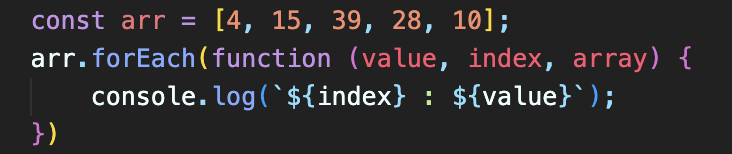 const arr = [4, 15, 39, 28, 10];
arr.forEach(function (value, index, array) {
    console.log(`${index} : ${value}`);
})